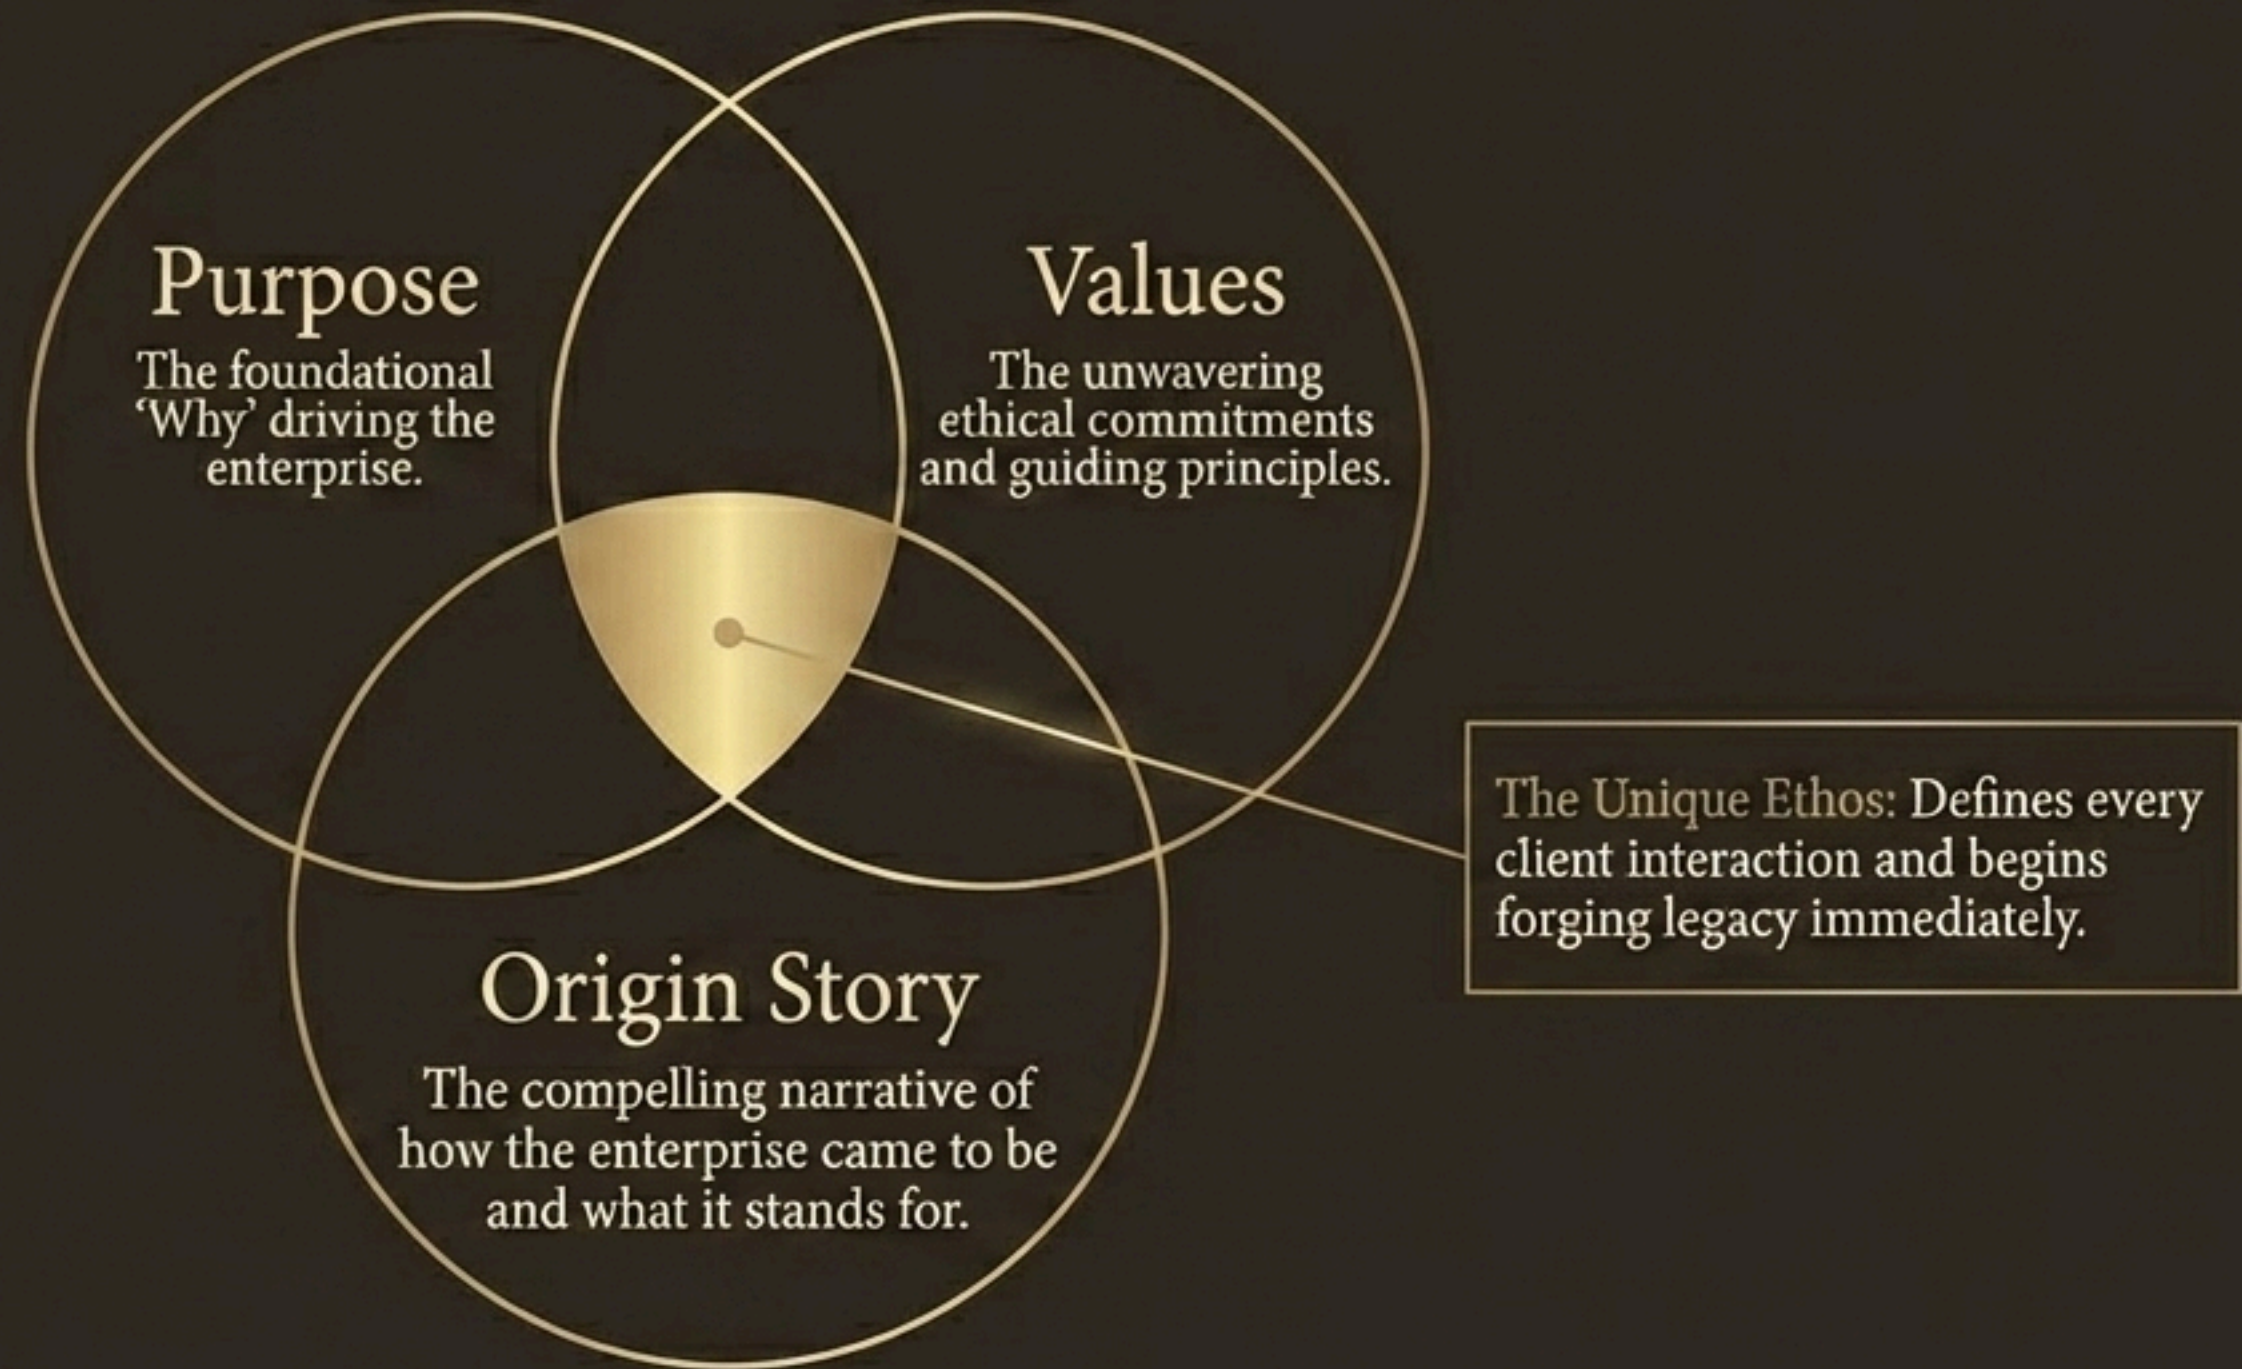 Purpose
The foundational
‘Why’ driving the
enterprise.
Values
The unwavering
ethical commitments
and guiding principles.
The Unique Ethos: Defines every
client interaction and begins
forging legacy immediately.
Origin Story
The compelling narrative of
how the enterprise came to be
and what it stands for.